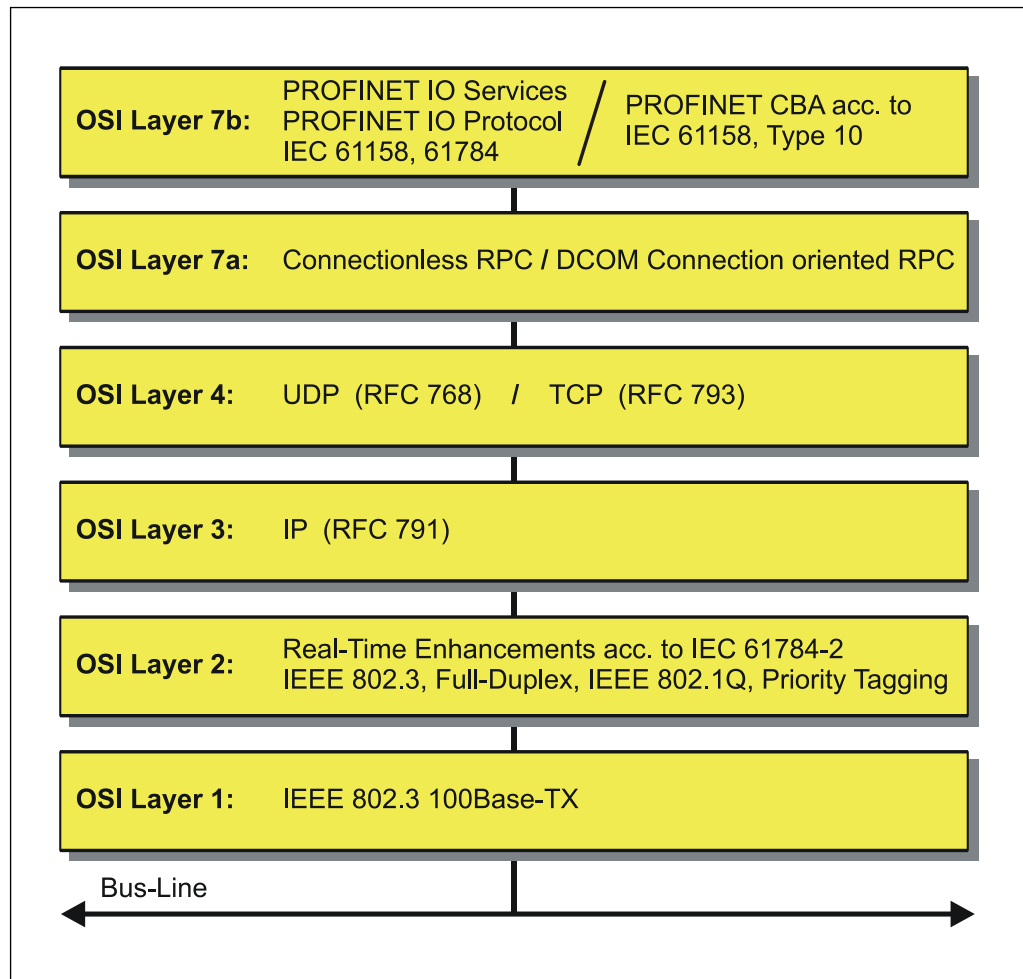 OSI Layer 7b:
PROFINET IO Services
PROFINET IO Protocol
IEC 61158, 61784
/
PROFINET CBA acc. to
IEC 61158, Type 10
OSI Layer 7a: Connectionless RPC / DCOM Connection oriented RPC
OSI Layer 4: UDP (RFC 768) / TCP (RFC 793)
OSI Layer 3: IP (RFC 791)
OSI Layer 2:
Real-Time Enhancements acc. to IEC 61784-2
IEEE 802.3, Full-Duplex, IEEE 802.1Q, Priority Tagging
OSI Layer 1: IEEE 802.3 100Base-TX
Bus-Line